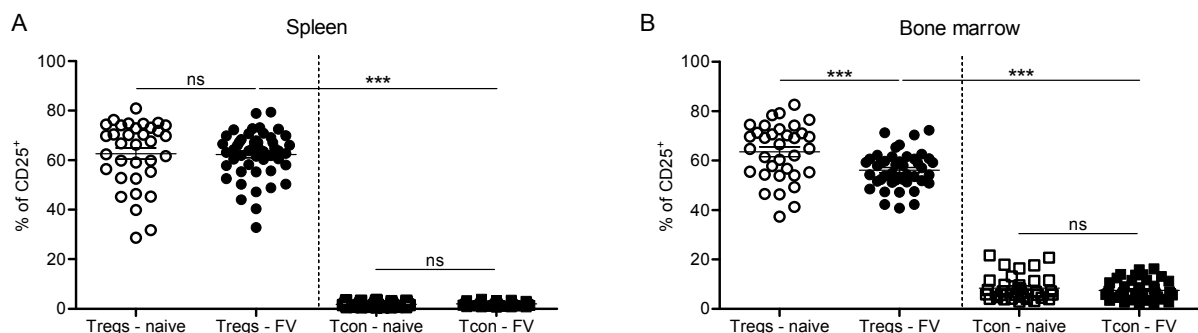 A
Spleen
% of CD25+
100
80
60
40
20
0
ns
***
ns
Tregs - naive
Tregs - FV
Tcon - naive
Tcon - FV
B
Bone marrow
% of CD25+
100
80
60
40
20
0
***
***
ns
Tregs - naive
Tregs - FV
Tcon - naive
Tcon - FV